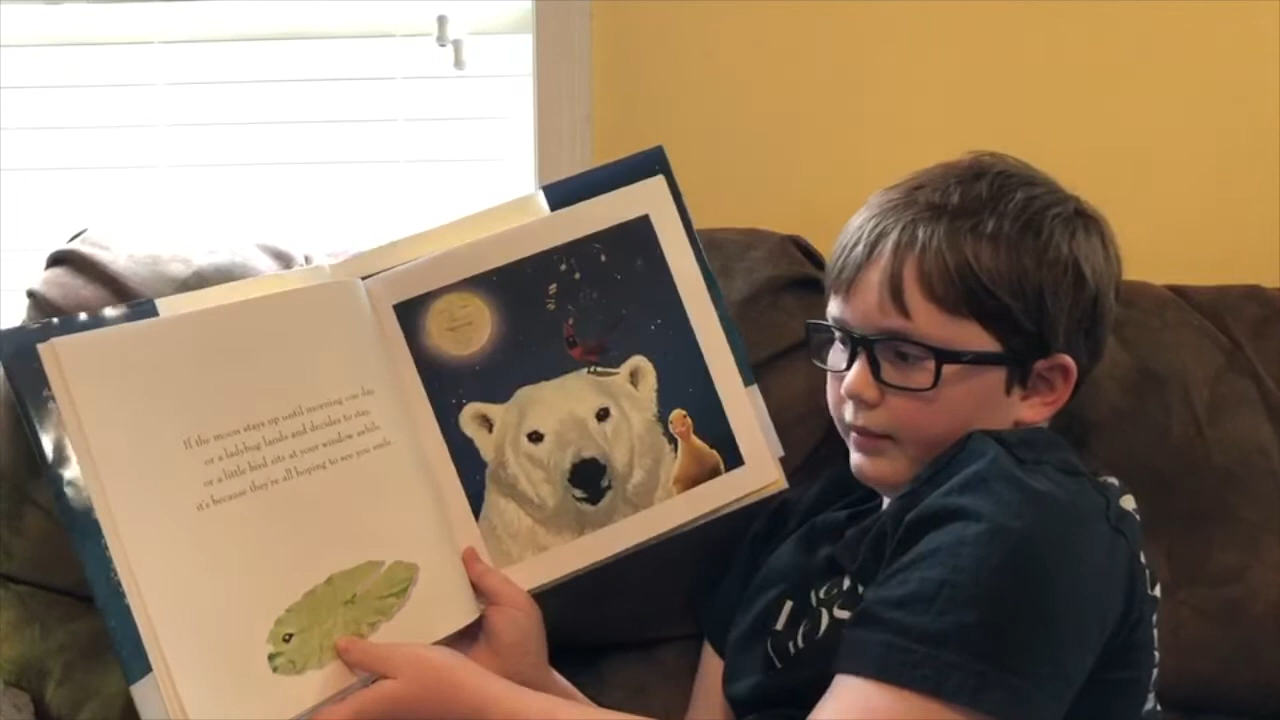 If the moon stays up until morning one day
or a ladybug lands and decides to stay,
or a little bird sits at your window awhile,
it's because they're all hoping to see you smile.